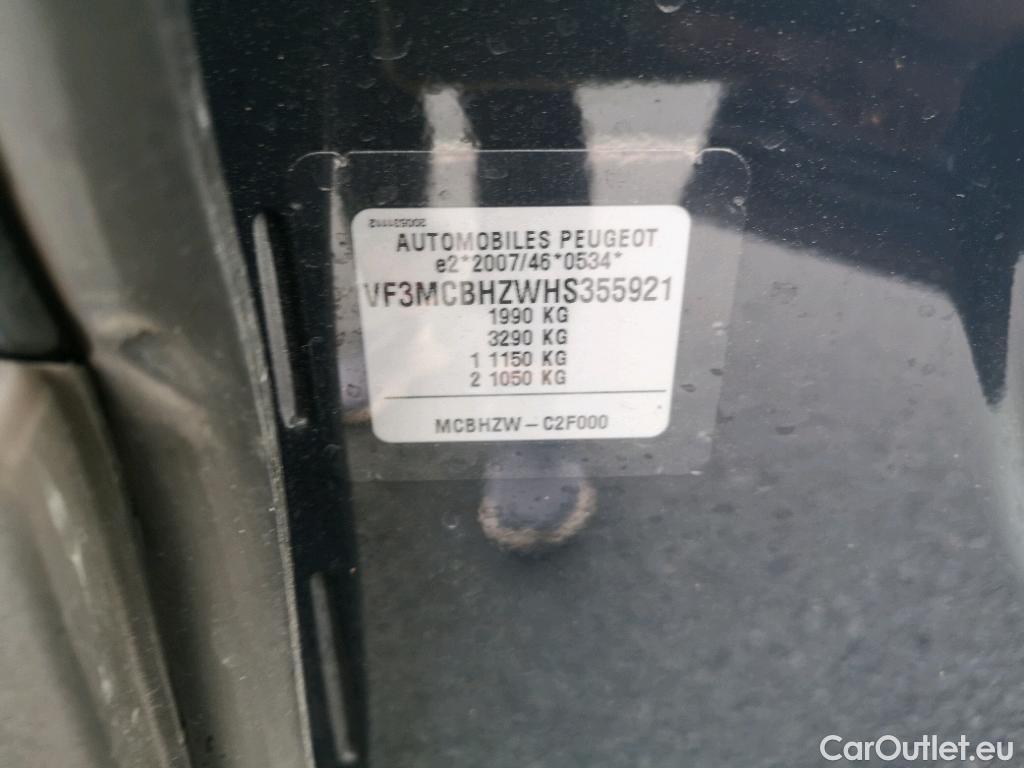 200531112
AUTOMOBILES PEUGEOT
e2*2007/46*0534*
VF3MCBHZWHS355921
1990 KG
3290 KG
1 1150 KG
2 1050 KG
MCBHZW-C2F000
CarOutlet.eu